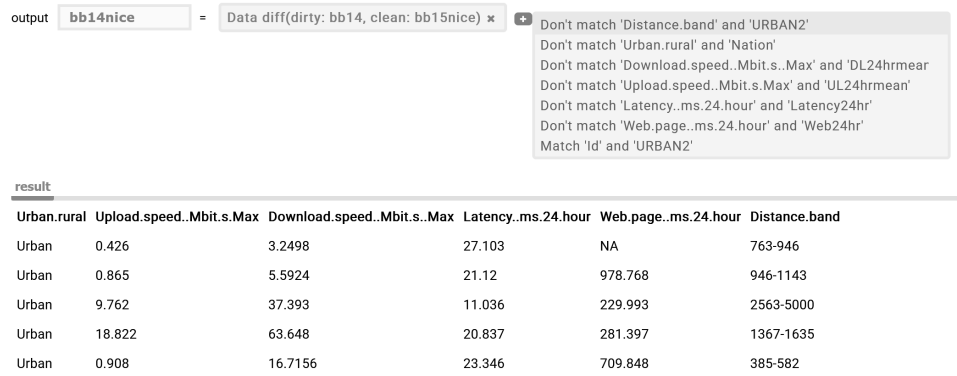 output bb14nice = Data diff(dirty: bb14, clean: bb15nice) × +
Don't match 'Distance.band' and 'URBAN2'
Don't match 'Urban.rural' and 'Nation'
Don't match 'Download.speed..Mbit.s..Max' and 'DL24hrmear
Don't match 'Upload.speed..Mbit.s.Max' and 'UL24hrmean'
Don't match 'Latency..ms.24.hour' and 'Latency24hr'
Don't match 'Web.page..ms.24.hour' and 'Web24hr'
Match 'Id' and 'URBAN2'
result
Urban.rural Upload.speed..Mbit.s.Max Download.speed..Mbit.s..Max Latency..ms.24.hour Web.page..ms.24.hour Distance.band
Urban 0.426 3.2498 27.103 NA 763-946
Urban 0.865 5.5924 21.12 978.768 946-1143
Urban 9.762 37.393 11.036 229.993 2563-5000
Urban 18.822 63.648 20.837 281.397 1367-1635
Urban 0.908 16.7156 23.346 709.848 385-582